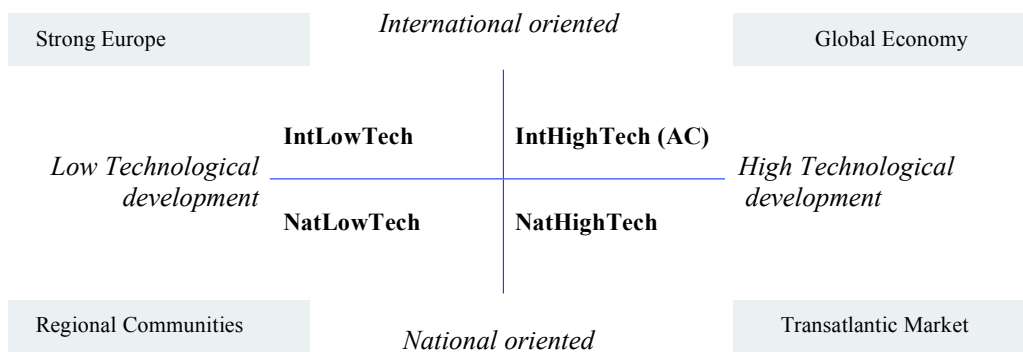 International oriented
Strong Europe
Global Economy
IntLowTech
IntHighTech (AC)
Low Technological
development
High Technological
development
NatLowTech
NatHighTech
Regional Communities
Transatlantic Market
National oriented